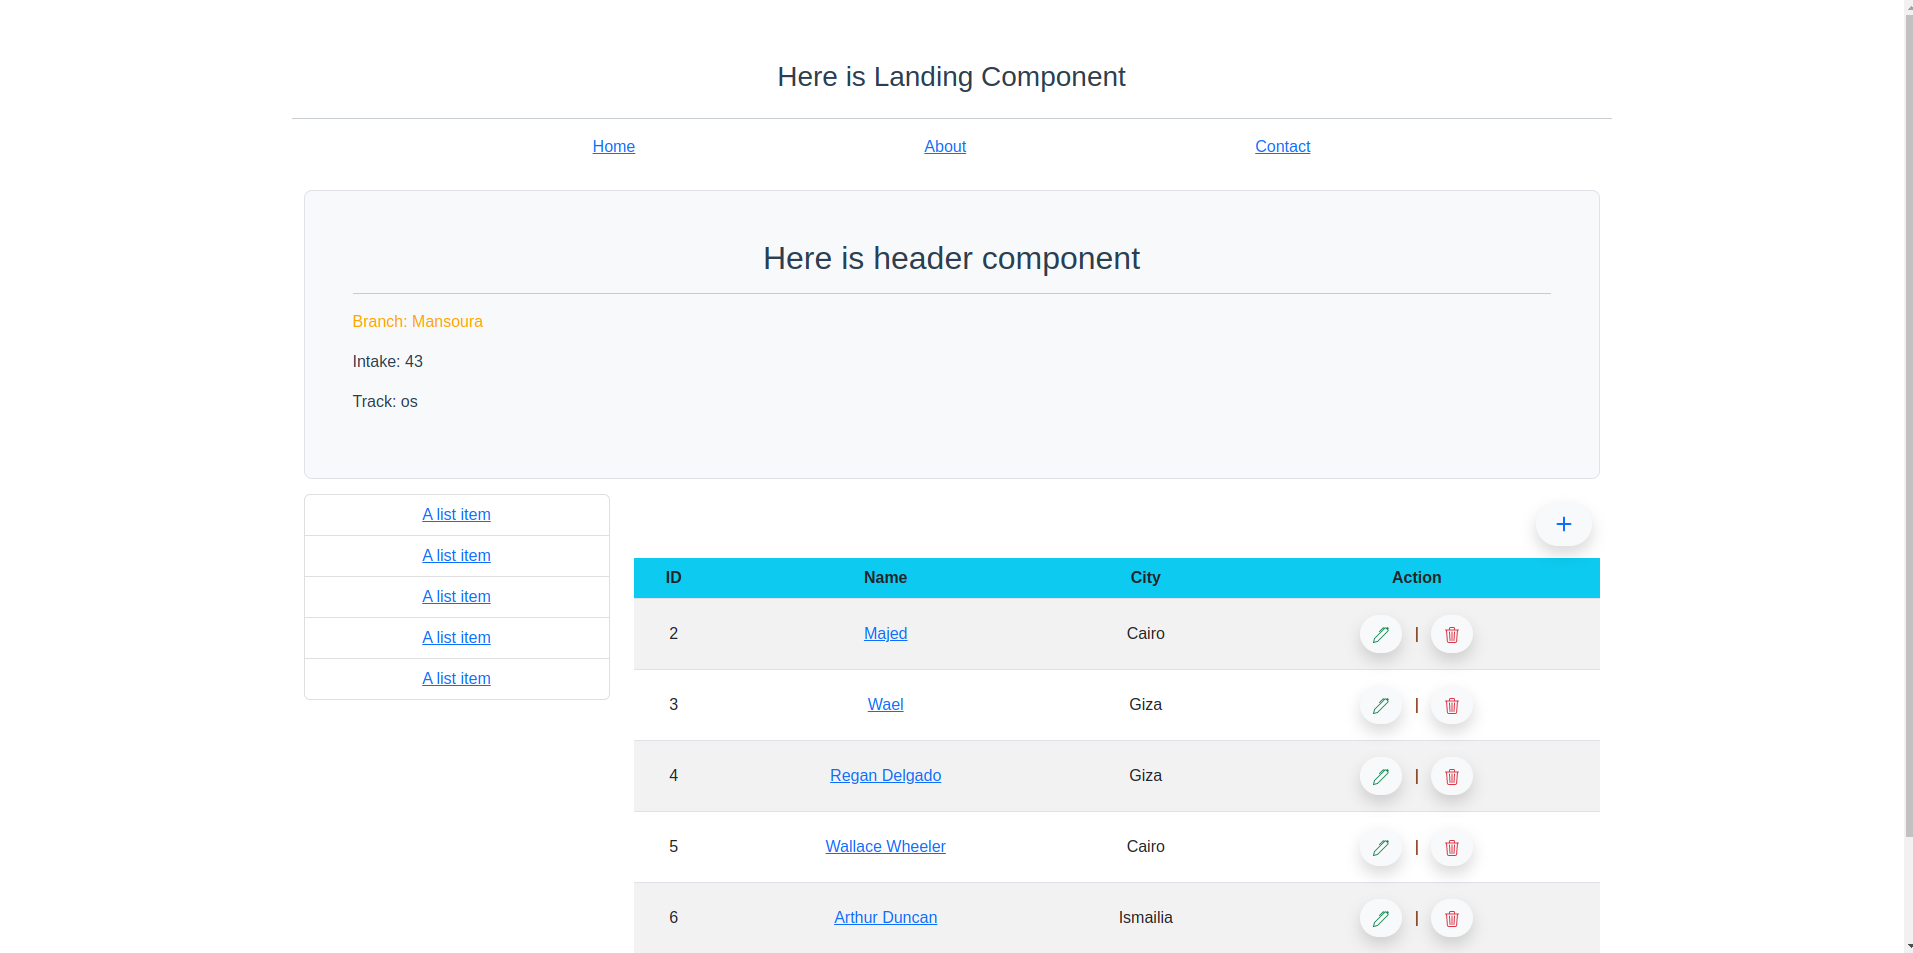 Here is Landing Component
Home About Contact
Here is header component
Branch: Mansoura
Intake: 43
Track: os
A list item
A list item
A list item
A list item
A list item
+
ID Name City Action
2 Majed Cairo |
3 Wael Giza |
4 Regan Delgado Giza |
5 Wallace Wheeler Cairo |
6 Arthur Duncan Ismailia |